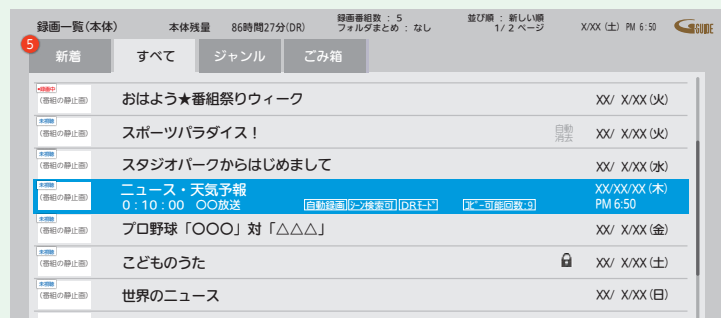 録画一覧(本体) 本体残量 86時間27分(DR) 録画番組数 : 5 並び順 : 新しい順 X/XX (土) PM 6:50 GGUIDE
フォルダまとめ : なし 1/2 ページ
5
新着 すべて ジャンル ごみ箱
•録画中
(番組の静止画) おはよう★番組祭りウィーク XX/ X/XX(火)
未視聴
(番組の静止画) スポーツパラダイス! 自動消去 XX/ X/XX(火)
未視聴
(番組の静止画) スタジオパークからはじめまして XX/ X/XX(水)
未視聴
(番組の静止画) ニュース・天気予報 XX/XX/XX(木)
0:10:00 〇〇放送 自動録画 シーン検索可 DRモード コピー可能回数:9 PM 6:50
未視聴
(番組の静止画) プロ野球「〇〇〇」対「△△△」 XX/ X/XX(金)
未視聴
(番組の静止画) こどものうた XX/ X/XX(土)
未視聴
(番組の静止画) 世界のニュース XX/ X/XX(日)